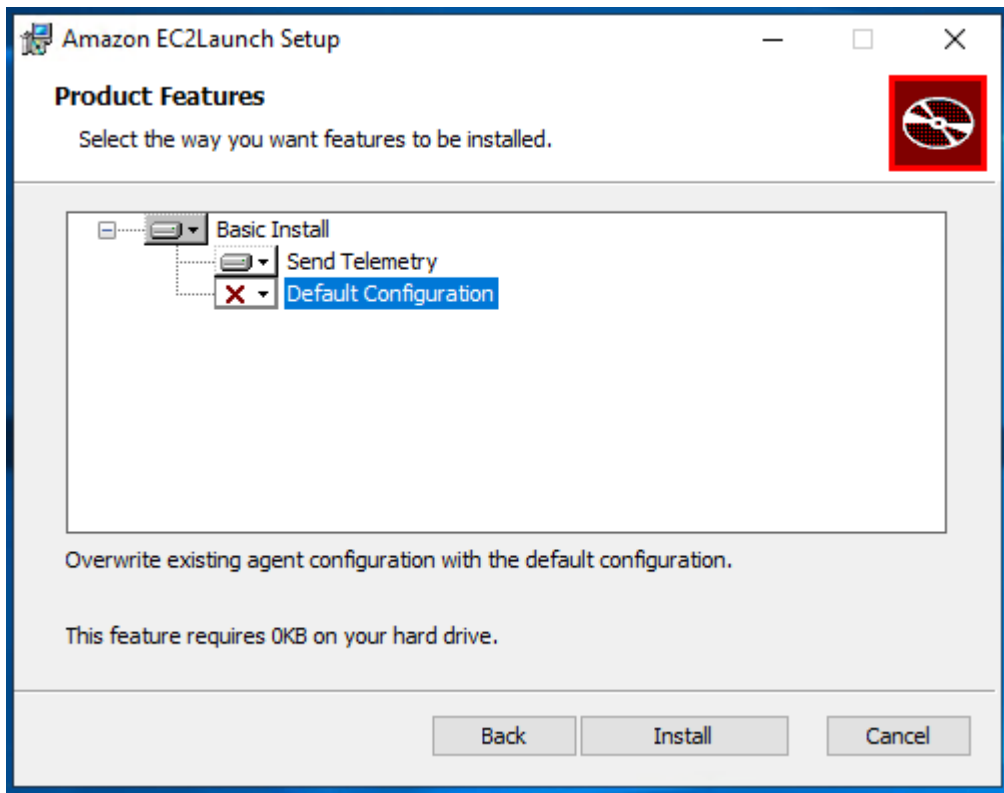 Amazon EC2Launch Setup
Product Features
Select the way you want features to be installed.
Basic Install
Send Telemetry
Default Configuration
Overwrite existing agent configuration with the default configuration.
This feature requires 0KB on your hard drive.
Back
Install
Cancel